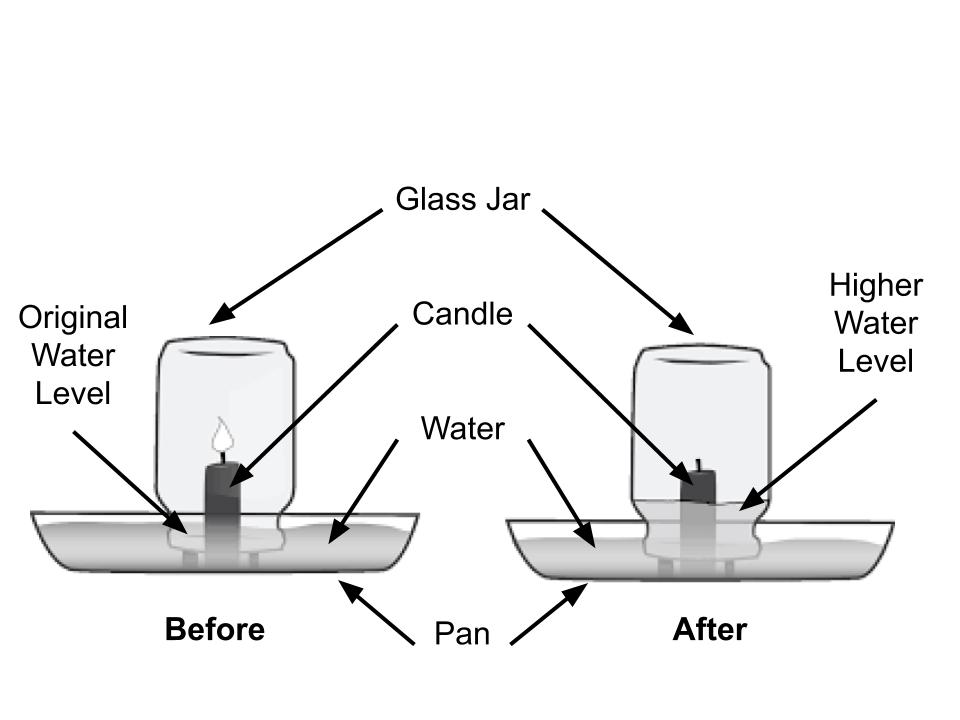 Glass Jar
Original
Water
Level
Candle
Higher
Water
Level
Water
Before
Pan
After